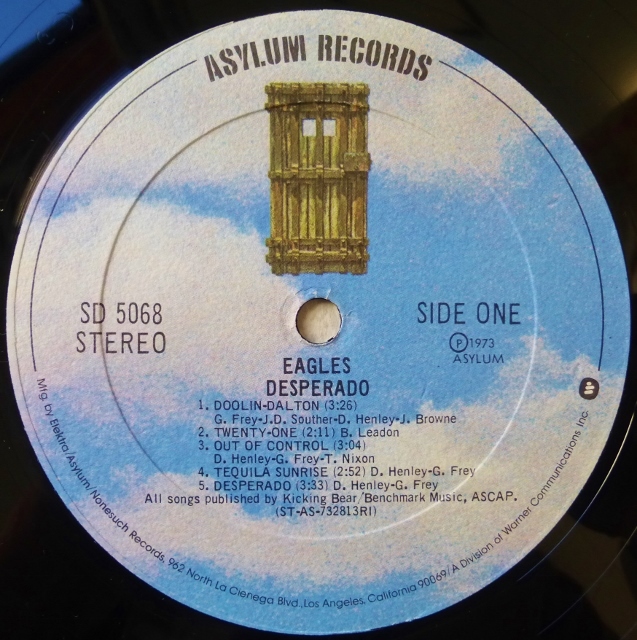 ASYLUM RECORDS
SD 5068
STEREO
SIDE ONE
Ⓟ1973
ASYLUM
EAGLES
DESPERADO
1. DOOLIN-DALTON (3:26)
G. Frey-J.D. Souther-D. Henley-J. Browne
2. TWENTY-ONE (2:11) B. Leadon
3. OUT OF CONTROL (3:04)
D. Henley-G. Frey-T. Nixon
4. TEQUILA SUNRISE (2:52) D. Henley-G. Frey
5. DESPERADO (3:33) D. Henley-G. Frey
All songs published by Kicking Bear/Benchmark Music, ASCAP.
(ST-AS-732813RI)
Mfg. by Elektra/Asylum/Nonesuch Records, 962 North La Cienega Blvd., Los Angeles, California 90069/A Division of Warner Communications Inc.